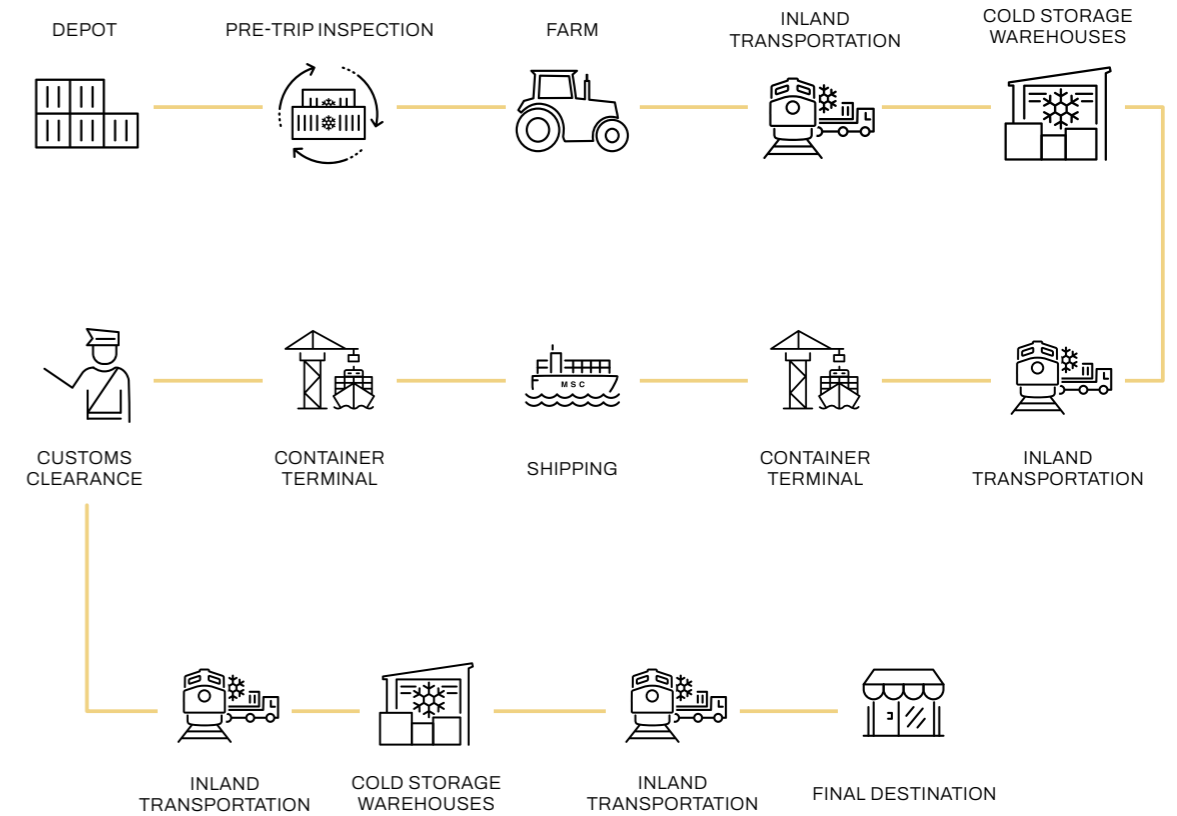 DEPOT
PRE-TRIP INSPECTION
FARM
INLAND
TRANSPORTATION
COLD STORAGE
WAREHOUSES
CUSTOMS
CLEARANCE
CONTAINER
TERMINAL
MSC
SHIPPING
CONTAINER
TERMINAL
INLAND
TRANSPORTATION
INLAND
TRANSPORTATION
COLD STORAGE
WAREHOUSES
INLAND
TRANSPORTATION
FINAL DESTINATION